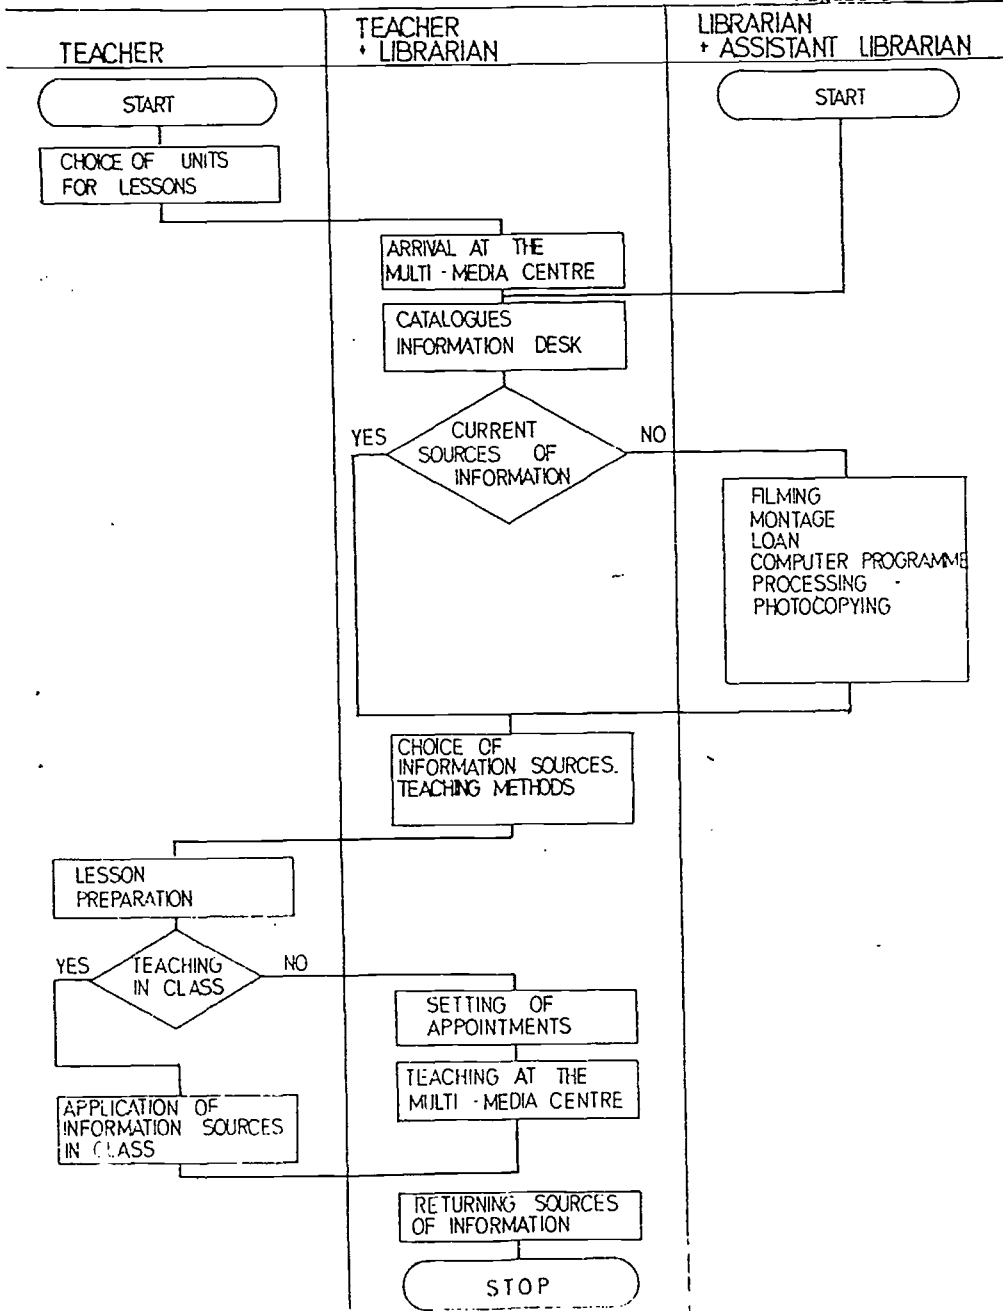 TEACHER
TEACHER
+ LIBRARIAN
LIBRARIAN
+ ASSISTANT LIBRARIAN
START
START
CHOICE OF UNITS
FOR LESSONS
ARRIVAL AT THE
MULTI - MEDIA CENTRE
CATALOGUES
INFORMATION DESK
CURRENT
SOURCES OF
INFORMATION
YES
NO
FILMING
MONTAGE
LOAN
COMPUTER PROGRAMME
PROCESSING -
PHOTOCOPYING
CHOICE OF
INFORMATION SOURCES.
TEACHING METHODS
LESSON
PREPARATION
YES
TEACHING
IN CLASS
NO
SETTING OF
APPOINTMENTS
TEACHING AT THE
MULTI - MEDIA CENTRE
APPLICATION OF
INFORMATION SOURCES
IN CLASS
RETURNING SOURCES
OF INFORMATION
STOP